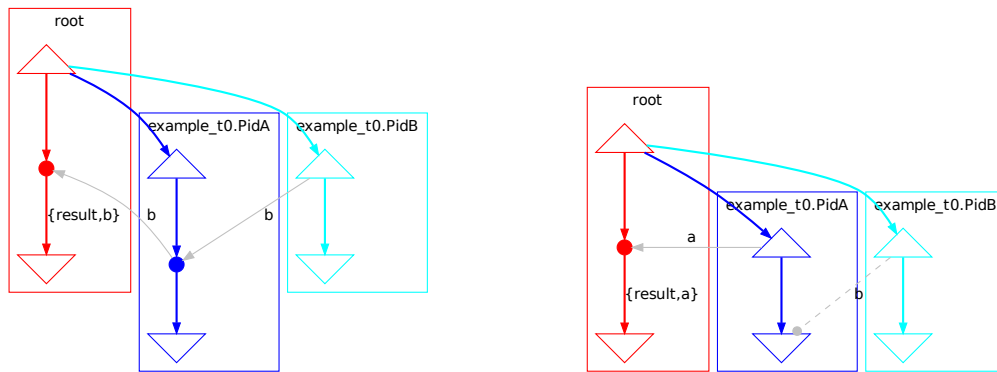 root
example_t0.PidA
example_t0.PidB
{result,b}
b
b
root
example_t0.PidA
example_t0.PidB
a
{result,a}
b